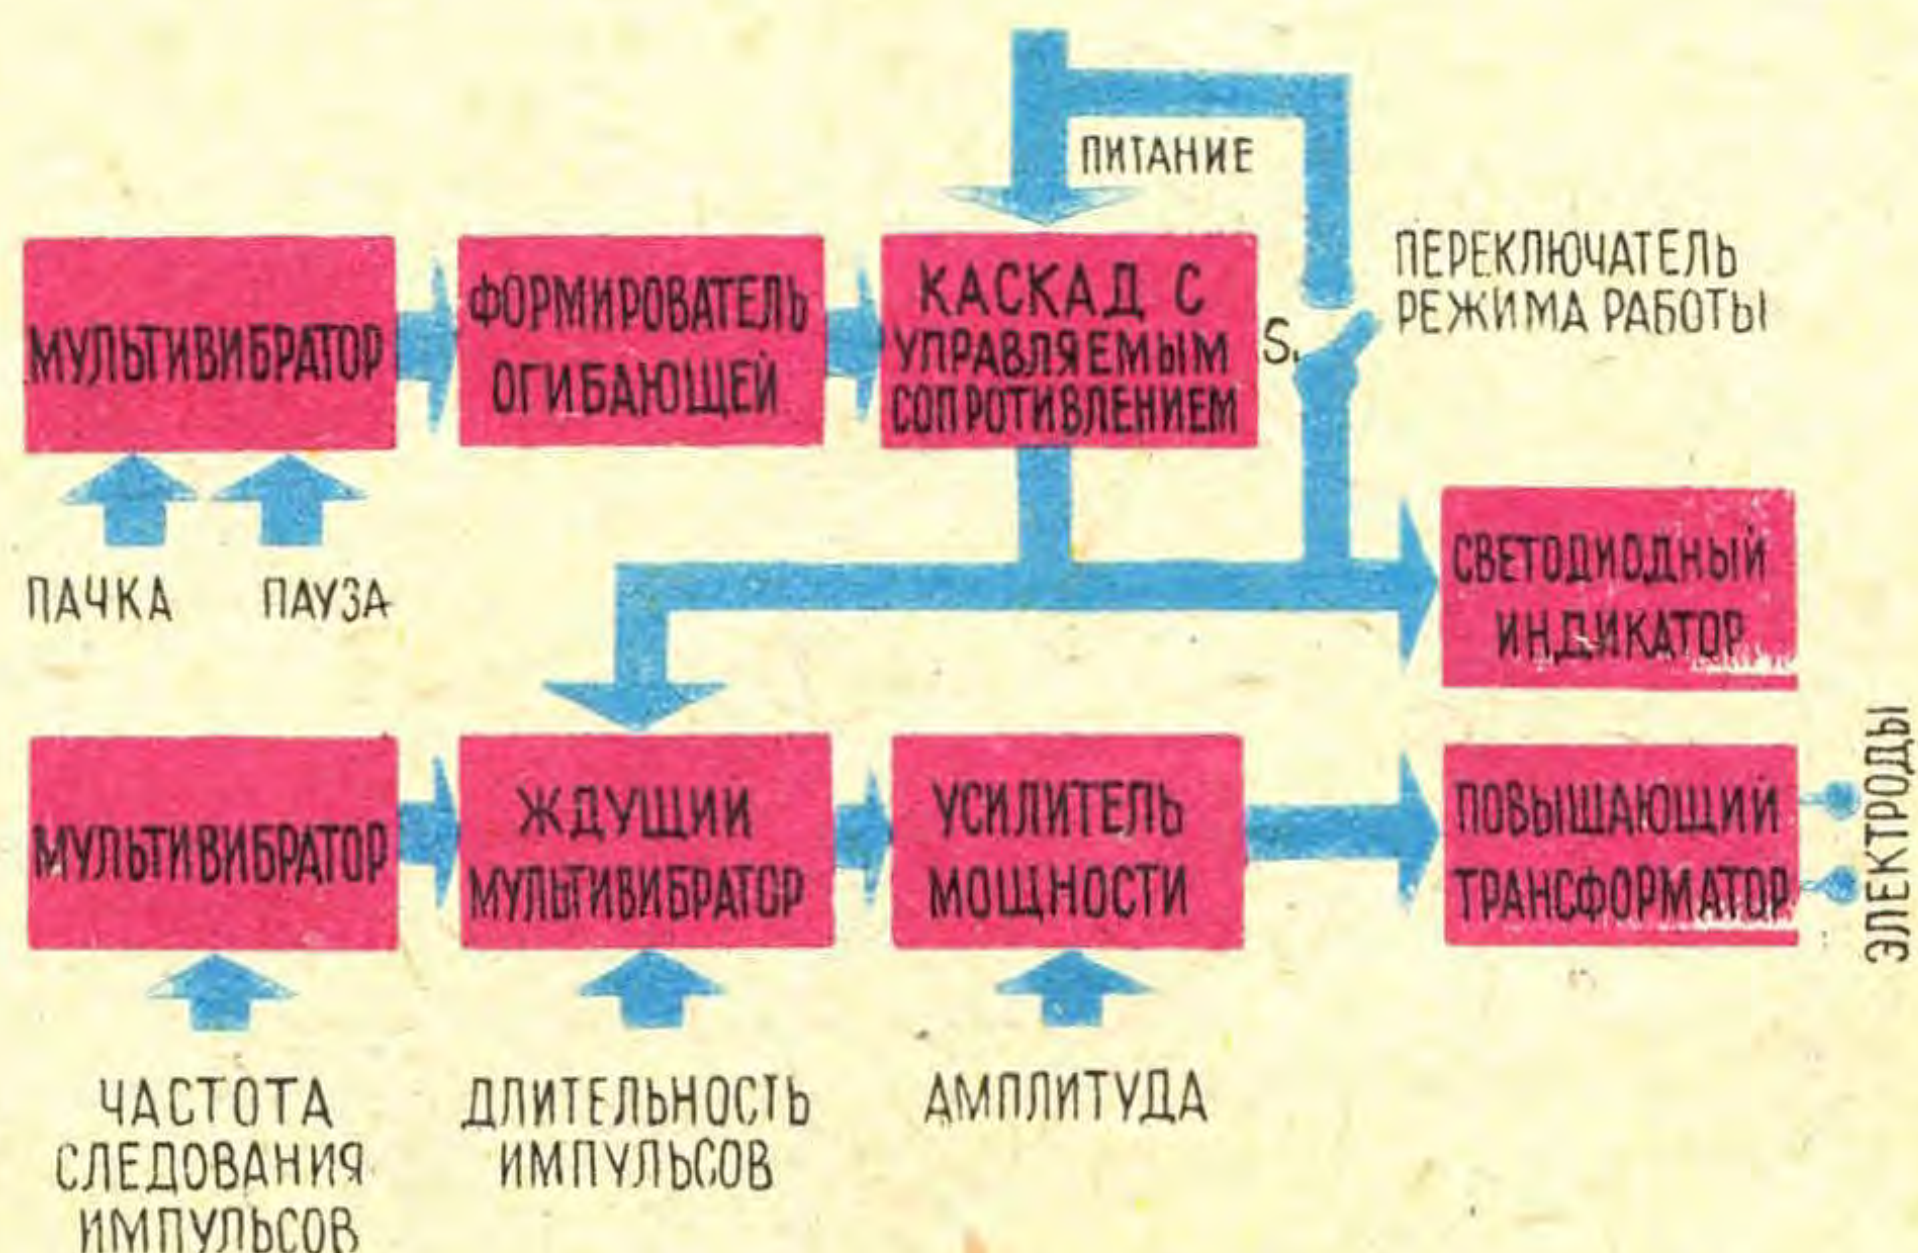 ПИТАНИЕ
ПЕРЕКЛЮЧАТЕЛЬ
РЕЖИМА РАБОТЫ
МУЛЬТИВИБРАТОР
ФОРМИРОВАТЕЛЬ
ОГИБАЮЩЕЙ
КАСКАД С
УПРАВЛЯЕМЫМ
СОПРОТИВЛЕНИЕМ
S.
ПАЧКА
ПАУЗА
СВЕТОДИОДНЫЙ
ИНДИКАТОР
МУЛЬТИВИБРАТОР
ЖДУЩИЙ
МУЛЬТИВИБРАТОР
УСИЛИТЕЛЬ
МОЩНОСТИ
ПОВЫШАЮЩИЙ
ТРАНСФОРМАТОР
ЭЛЕКТРОДЫ
ЧАСТОТА
СЛЕДОВАНИЯ
ИМПУЛЬСОВ
ДЛИТЕЛЬНОСТЬ
ИМПУЛЬСОВ
АМПЛИТУДА